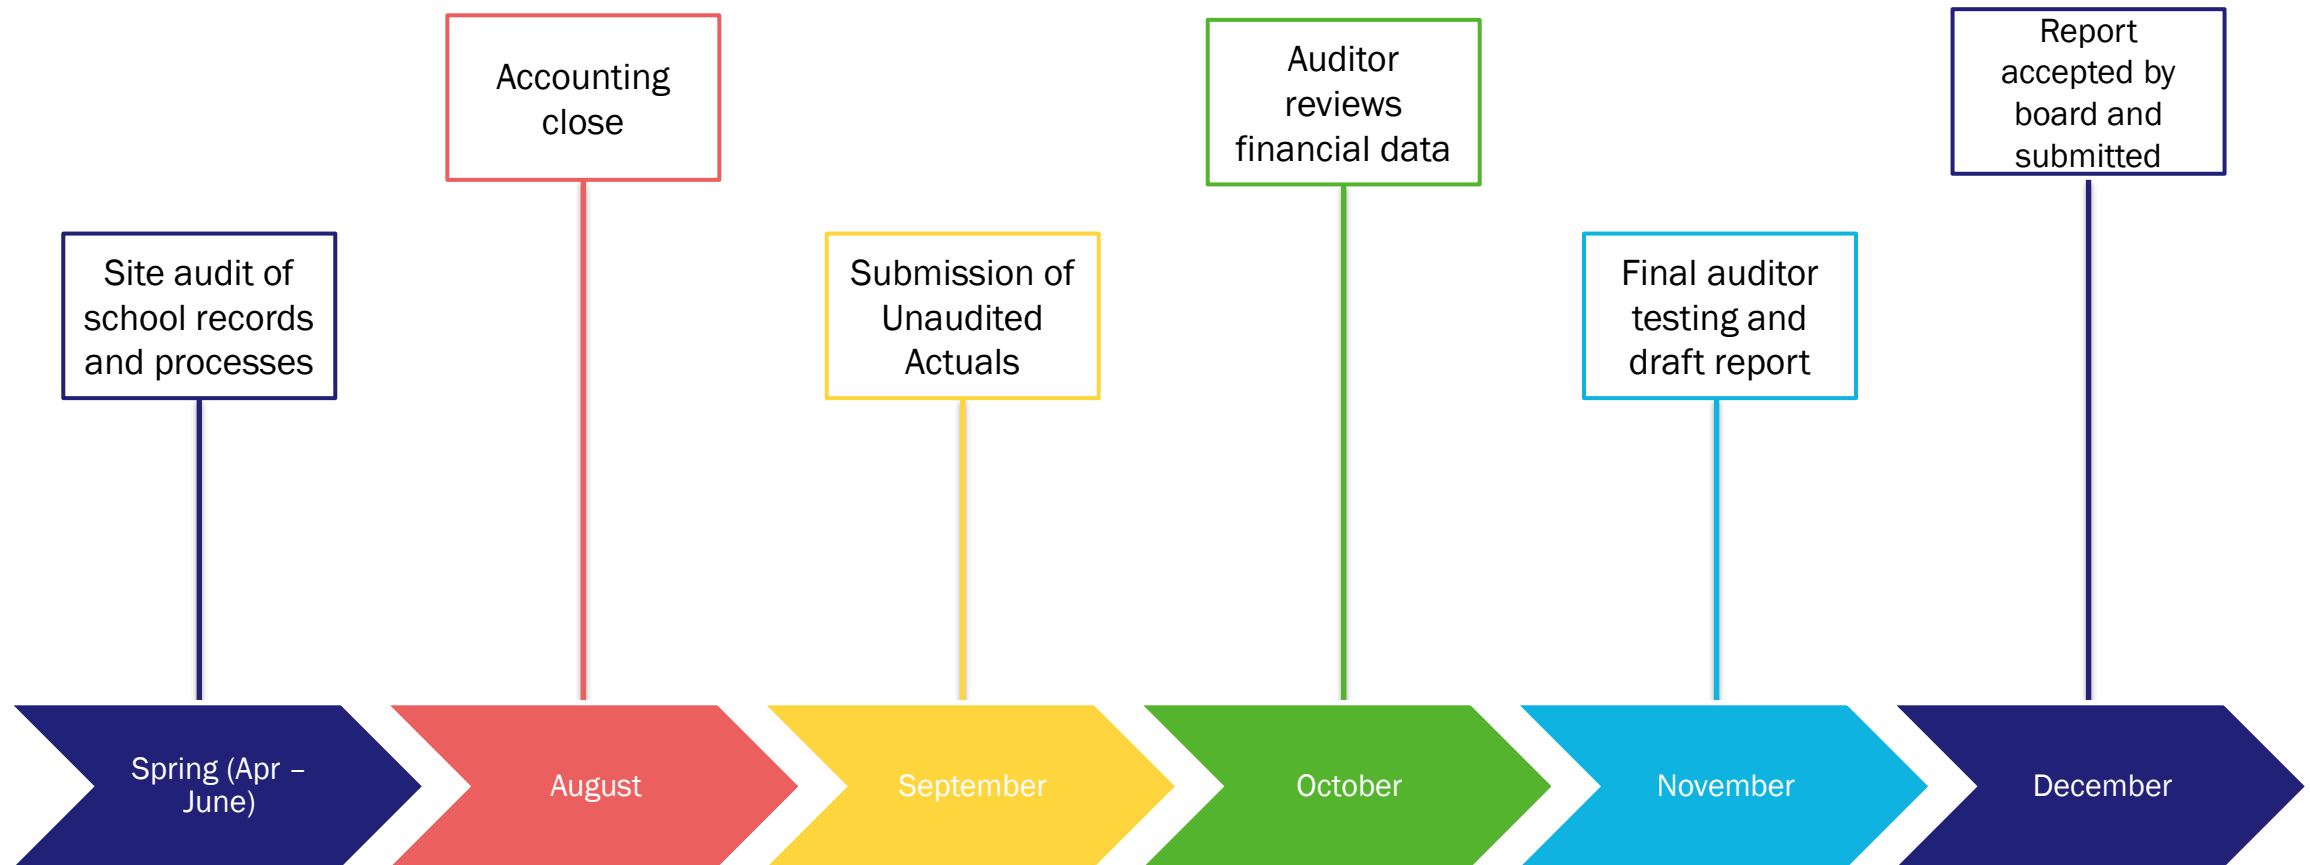 Site audit of
school records
and processes
Accounting
close
Submission of
Unaudited
Actuals
Auditor
reviews
financial data
Final auditor
testing and
draft report
Report
accepted by
board and
submitted
Spring (Apr –
June)
August
September
October
November
December